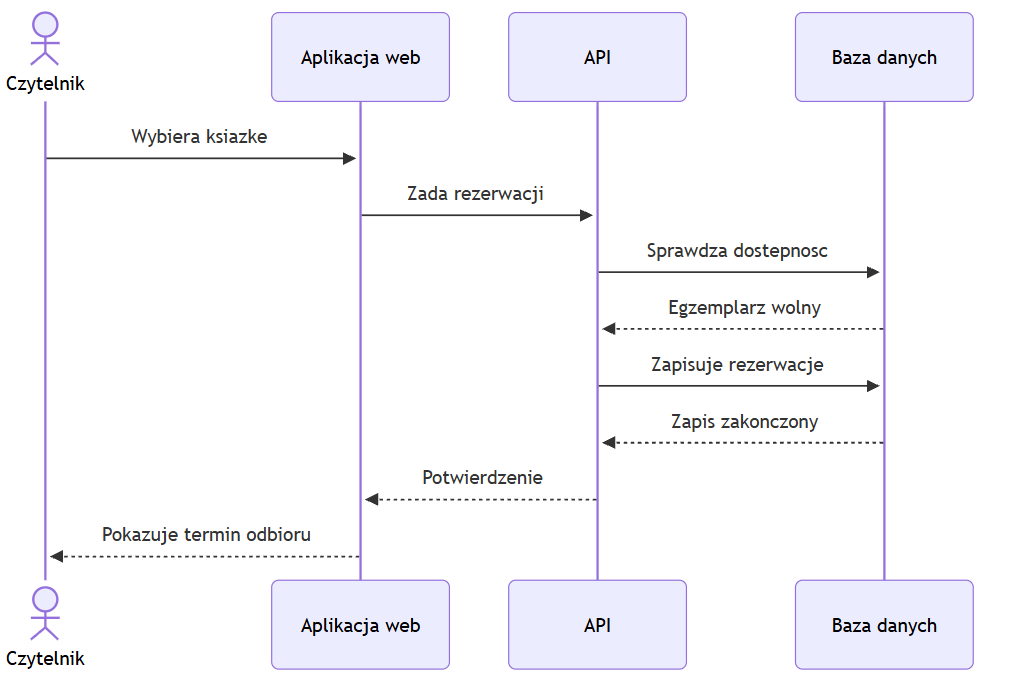 Czytelnik
Aplikacja web
API
Baza danych
Wybiera ksiazke
Zada rezerwacji
Sprawdza dostepnosc
Egzemplarz wolny
Zapisuje rezerwacje
Zapis zakonczony
Potwierdzenie
Pokazuje termin odbioru
Czytelnik
Aplikacja web
API
Baza danych